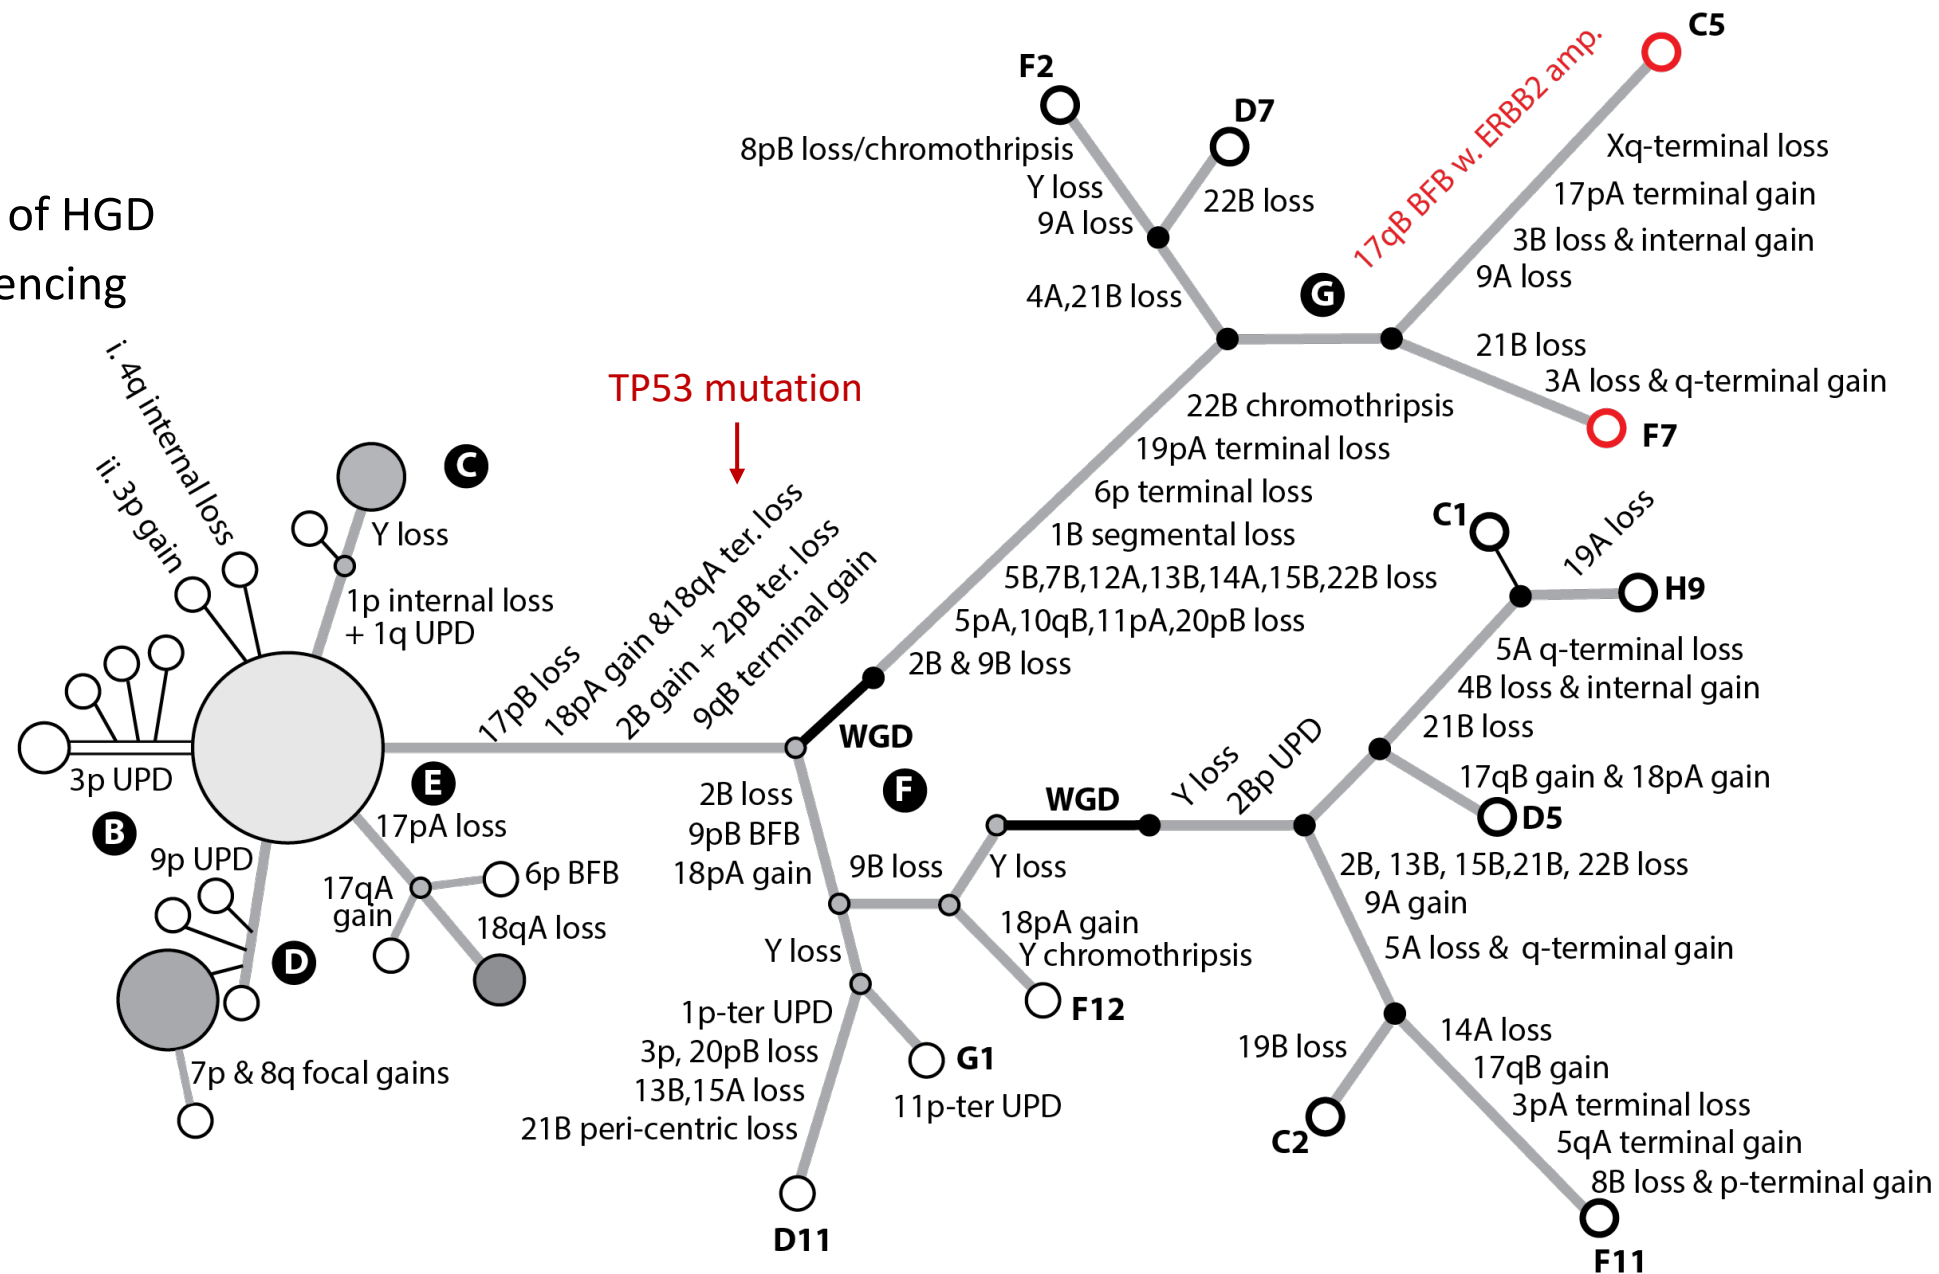 of HGD
encing
i. 4q internal loss
ii. 3p gain
C
Y loss
1p internal loss
+ 1q UPD
3p UPD
B
9p UPD
D
7p & 8q focal gains
E
17pA loss
17qA
gain
6p BFB
18qA loss
TP53 mutation
17pB loss
18pA gain &18qA ter. loss
2B gain + 2pB ter. loss
9qB terminal gain
WGD
F
F2
D7
8pB loss/chromothripsis
Y loss
9A loss
22B loss
4A,21B loss
G
17qB BFB w. ERBB2 amp.
C5
Xq-terminal loss
17pA terminal gain
3B loss & internal gain
9A loss
21B loss
3A loss & q-terminal gain
F7
22B chromothripsis
19pA terminal loss
6p terminal loss
1B segmental loss
5B,7B,12A,13B,14A,15B,22B loss
5pA,10qB,11pA,20pB loss
2B & 9B loss
2B loss
9pB BFB
18pA gain
9B loss
Y loss
WGD
Y loss
2Bp UPD
18pA gain
Y chromothripsis
F12
Y loss
1p-ter UPD
3p, 20pB loss
13B,15A loss
21B peri-centric loss
D11
G1
11p-ter UPD
C1
19A loss
H9
5A q-terminal loss
4B loss & internal gain
21B loss
17qB gain & 18pA gain
D5
2B, 13B, 15B,21B, 22B loss
9A gain
5A loss & q-terminal gain
19B loss
C2
14A loss
17qB gain
3pA terminal loss
5qA terminal gain
8B loss & p-terminal gain
F11